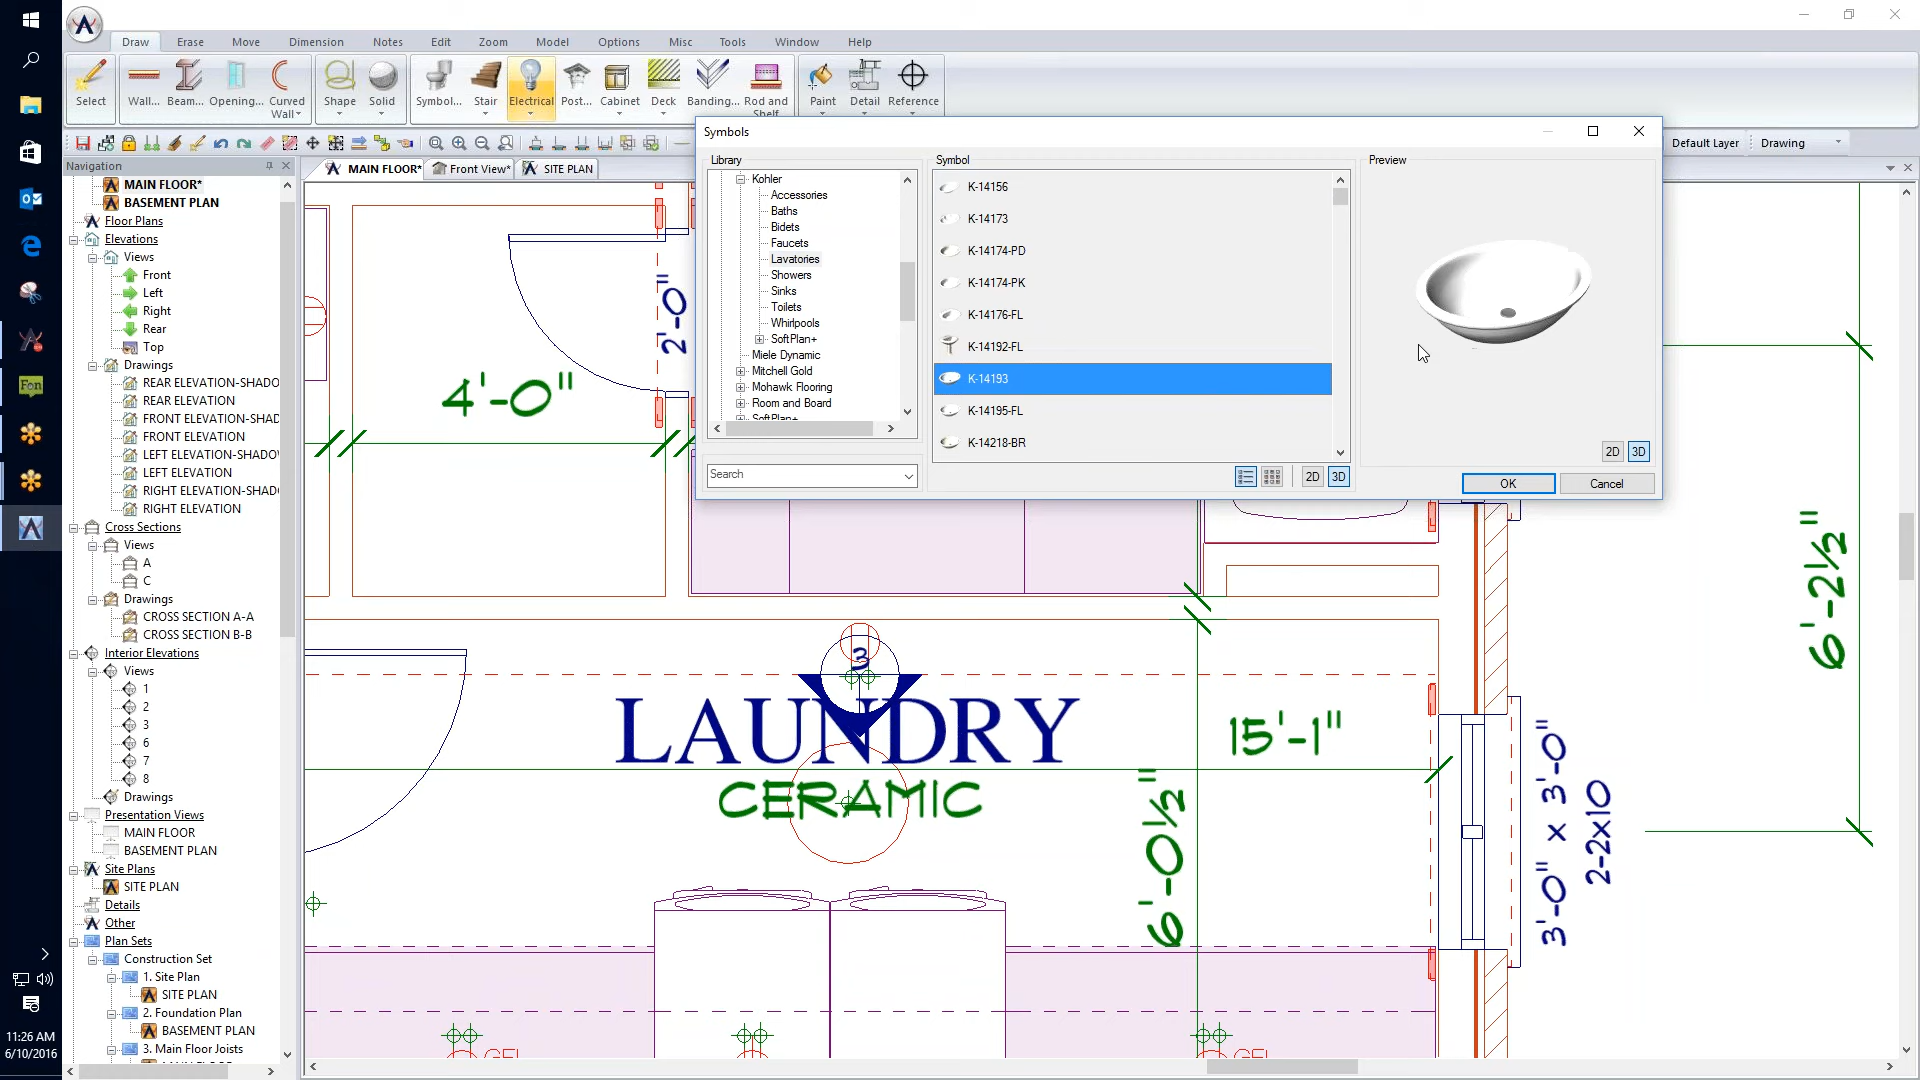 Draw Erase Move Dimension Notes Edit Zoom Model Options Misc Tools Window Help
Select Wall... Beam... Opening... Curved Wall Shape Solid Symbol... Stair Electrical Post... Cabinet Deck Banding... Rod and Shelf Paint Detail Reference
Default Layer Drawing
Navigation
MAIN FLOOR*
BASEMENT PLAN
Floor Plans
Elevations
Views
Front
Left
Right
Rear
Top
Drawings
REAR ELEVATION-SHADO
REAR ELEVATION
FRONT ELEVATION-SHAD
FRONT ELEVATION
LEFT ELEVATION-SHADO
LEFT ELEVATION
RIGHT ELEVATION-SHAD
RIGHT ELEVATION
Cross Sections
Views
A
C
Drawings
CROSS SECTION A-A
CROSS SECTION B-B
Interior Elevations
Views
1
2
3
6
7
8
Drawings
Presentation Views
MAIN FLOOR
BASEMENT PLAN
Site Plans
SITE PLAN
Details
Other
Plan Sets
Construction Set
1. Site Plan
SITE PLAN
2. Foundation Plan
BASEMENT PLAN
3. Main Floor Joists
Fon
11:26 AM
6/10/2016
MAIN FLOOR* Front View* SITE PLAN
Symbols
Library
Kohler
Accessories
Baths
Bidets
Faucets
Lavatories
Showers
Sinks
Toilets
Whirlpools
SoftPlan+
Miele Dynamic
Mitchell Gold
Mohawk Flooring
Room and Board
SoftPlan+
Search
Symbol
K-14156
K-14173
K-14174-PD
K-14174-PK
K-14176-FL
K-14192-FL
K-14193
K-14195-FL
K-14218-BR
2D 3D
Preview
2D 3D
OK Cancel
4'-0"
2'-0"
3
LAUNDRY
CERAMIC
15'-1"
6'-0½"
6'-2½"
3'-0" x 3'-0"
2-2x10